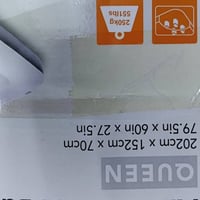 QUEEN
202cm x 152cm x 70cm
79.5in x 60in x 27.5in
250kg
551lbs